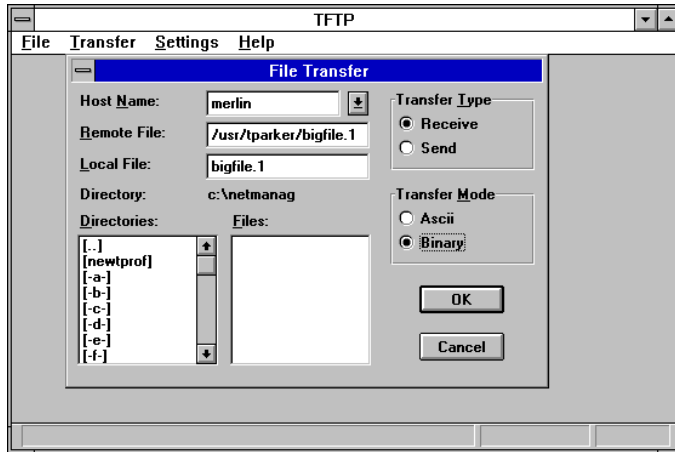 TFTP
File Transfer Settings Help
File Transfer
Host Name: merlin
Remote File: /usr/tparker/bigfile.1
Local File: bigfile.1
Directory: c:\netmanag
Directories: Files:
[..]
[newtprof]
[-a-]
[-b-]
[-c-]
[-d-]
[-e-]
[-f-]
Transfer Type
Receive
Send
Transfer Mode
Ascii
Binary
OK
Cancel